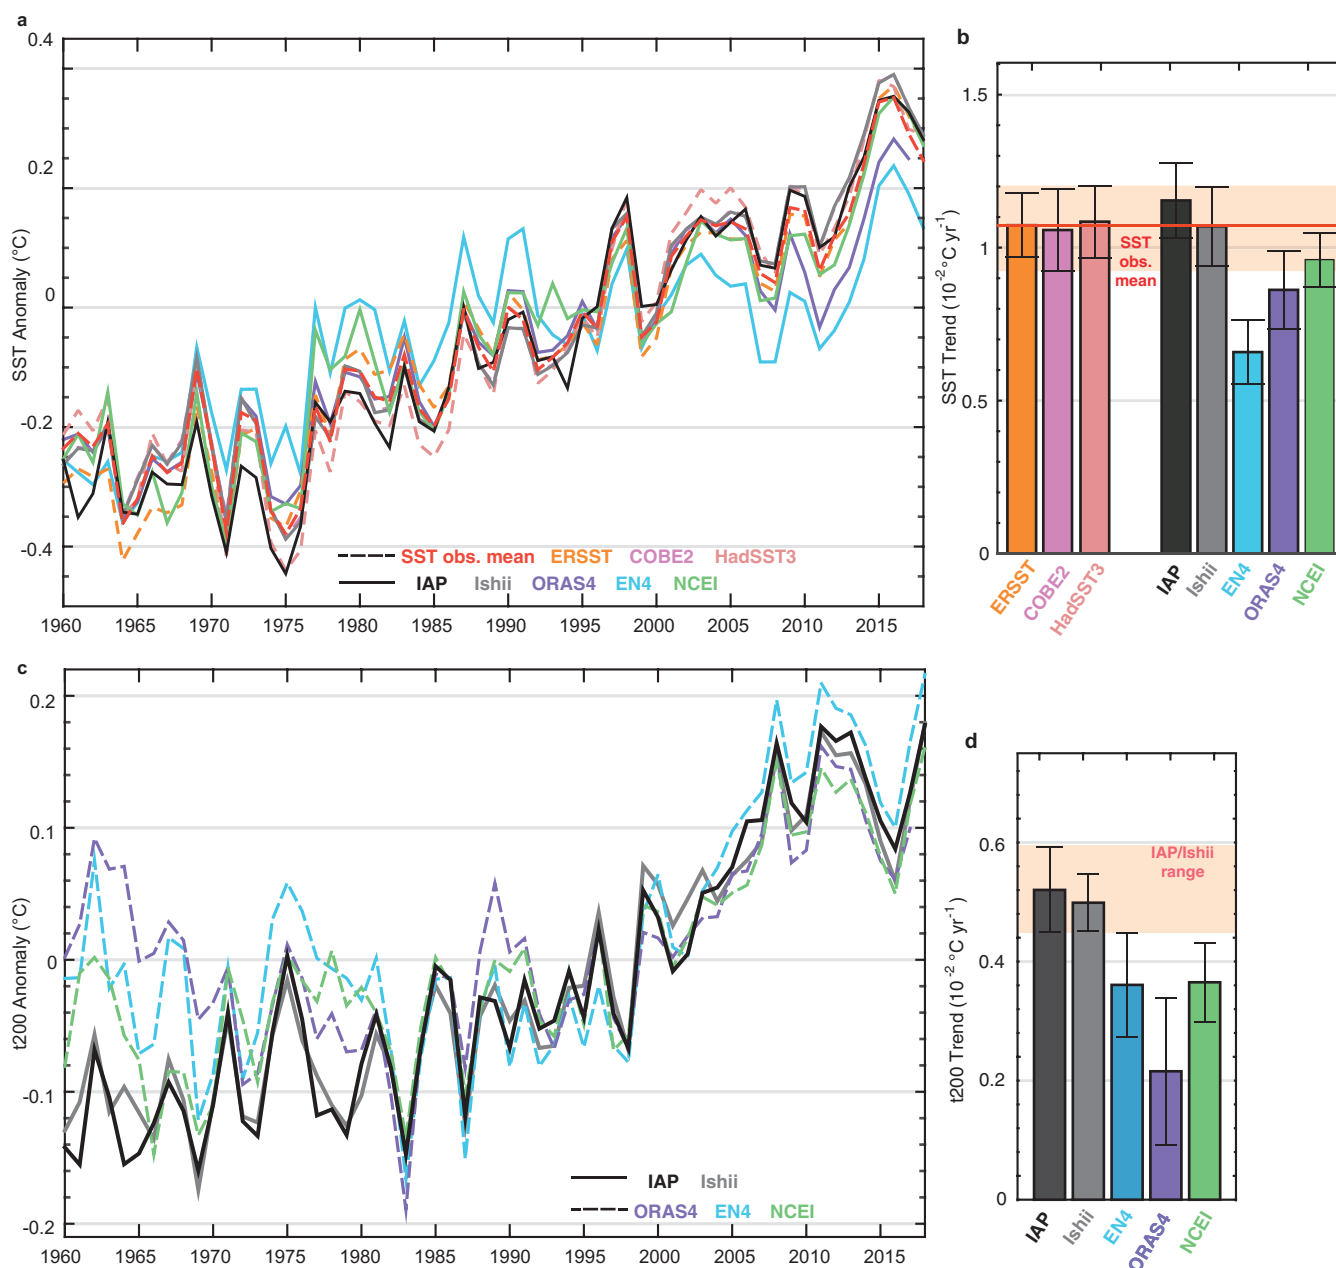 a
0.4
0.2
0
-0.2
-0.4
SST Anomaly (°C)
SST obs. mean ERSST COBE2 HadSST3
IAP Ishii ORAS4 EN4 NCEI
1960 1965 1970 1975 1980 1985 1990 1995 2000 2005 2010 2015
b
1.5
1
0.5
0
SST Trend (10⁻² °C yr⁻¹)
SST
obs.
mean
ERSST COBE2 HadSST3 IAP Ishii EN4 ORAS4 NCEI
c
0.2
0.1
0
-0.1
-0.2
t200 Anomaly (°C)
IAP Ishii
ORAS4 EN4 NCEI
1960 1965 1970 1975 1980 1985 1990 1995 2000 2005 2010 2015
d
0.6
0.4
0.2
0
t200 Trend (10⁻² °C yr⁻¹)
IAP/Ishii
range
IAP Ishii EN4 ORAS4 NCEI